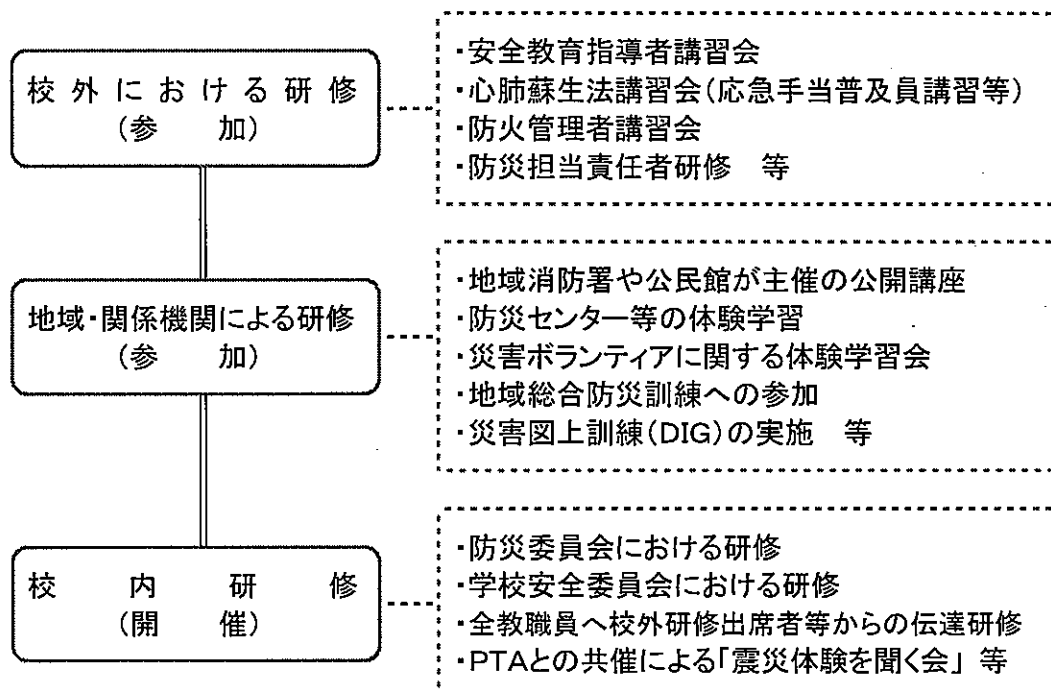 校外における研修
(参加)
・安全教育指導者講習会
・心肺蘇生法講習会(応急手当普及員講習等)
・防火管理者講習会
・防災担当責任者研修　等
地域・関係機関による研修
(参加)
・地域消防署や公民館が主催の公開講座
・防災センター等の体験学習
・災害ボランティアに関する体験学習会
・地域総合防災訓練への参加
・災害図上訓練(DIG)の実施　等
校内研修
(開催)
・防災委員会における研修
・学校安全委員会における研修
・全教職員へ校外研修出席者等からの伝達研修
・PTAとの共催による「震災体験を聞く会」 等